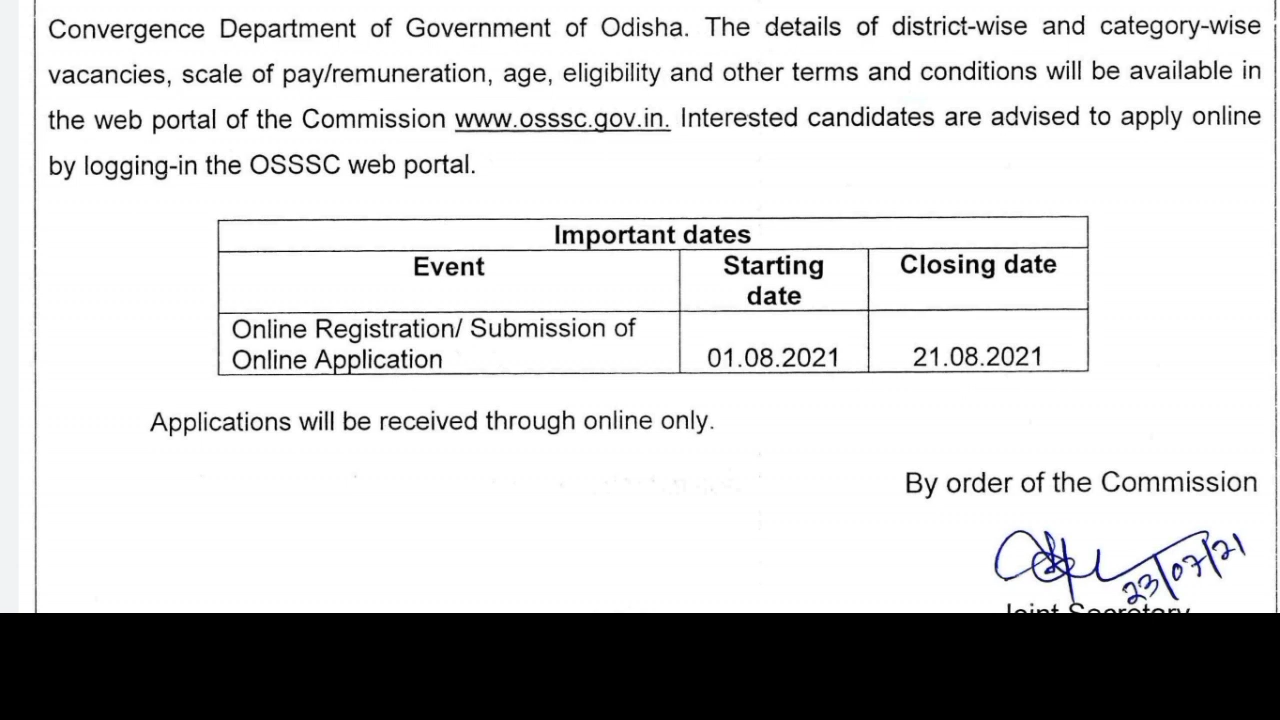 Convergence Department of Government of Odisha. The details of district-wise and category-wise
vacancies, scale of pay/remuneration, age, eligibility and other terms and conditions will be available in
the web portal of the Commission www.osssc.gov.in. Interested candidates are advised to apply online
by logging-in the OSSSC web portal.
Important dates
Event Starting date Closing date
Online Registration/ Submission of
Online Application 01.08.2021 21.08.2021
Applications will be received through online only.
By order of the Commission
23/07/21
Joint Secretary